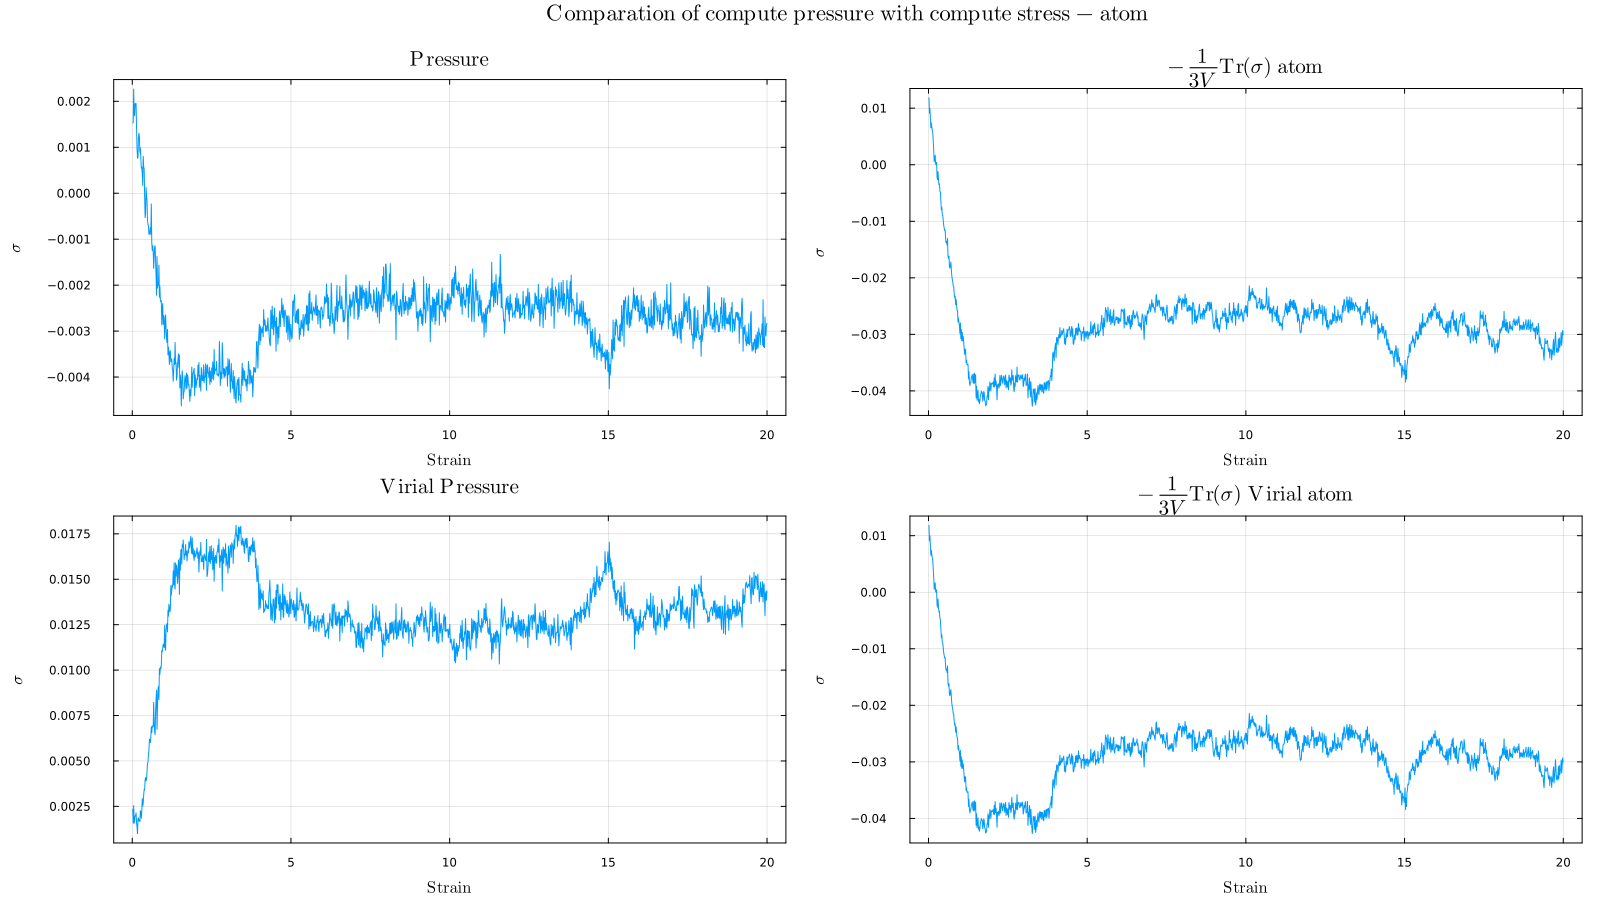 Comparation of compute pressure with compute stress − atom
Pressure
0.002
0.001
0.000
−0.001
−0.002
−0.003
−0.004
σ
0 5 10 15 20
Strain
− 1/3V Tr(σ) atom
0.01
0.00
−0.01
−0.02
−0.03
−0.04
σ
0 5 10 15 20
Strain
Virial Pressure
0.0175
0.0150
0.0125
0.0100
0.0075
0.0050
0.0025
σ
0 5 10 15 20
Strain
− 1/3V Tr(σ) Virial atom
0.01
0.00
−0.01
−0.02
−0.03
−0.04
σ
0 5 10 15 20
Strain